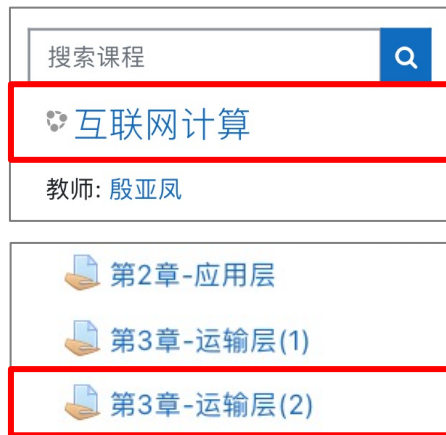 搜索课程
互联网计算
教师: 殷亚凤
第2章-应用层
第3章-运输层(1)
第3章-运输层(2)